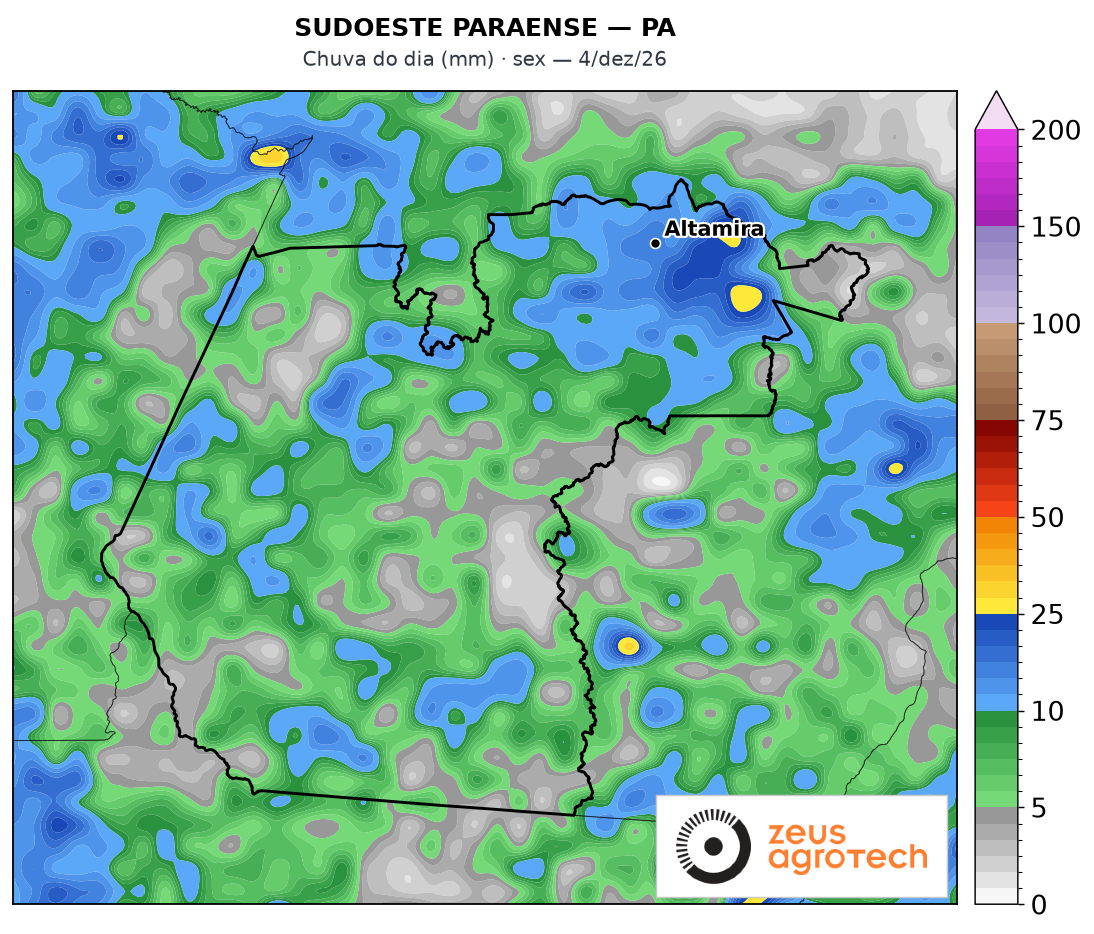 SUDOESTE PARAENSE — PA
Chuva do dia (mm) · sex — 4/dez/26
Altamira
200
150
100
75
50
25
10
5
0
zeus
agrotech